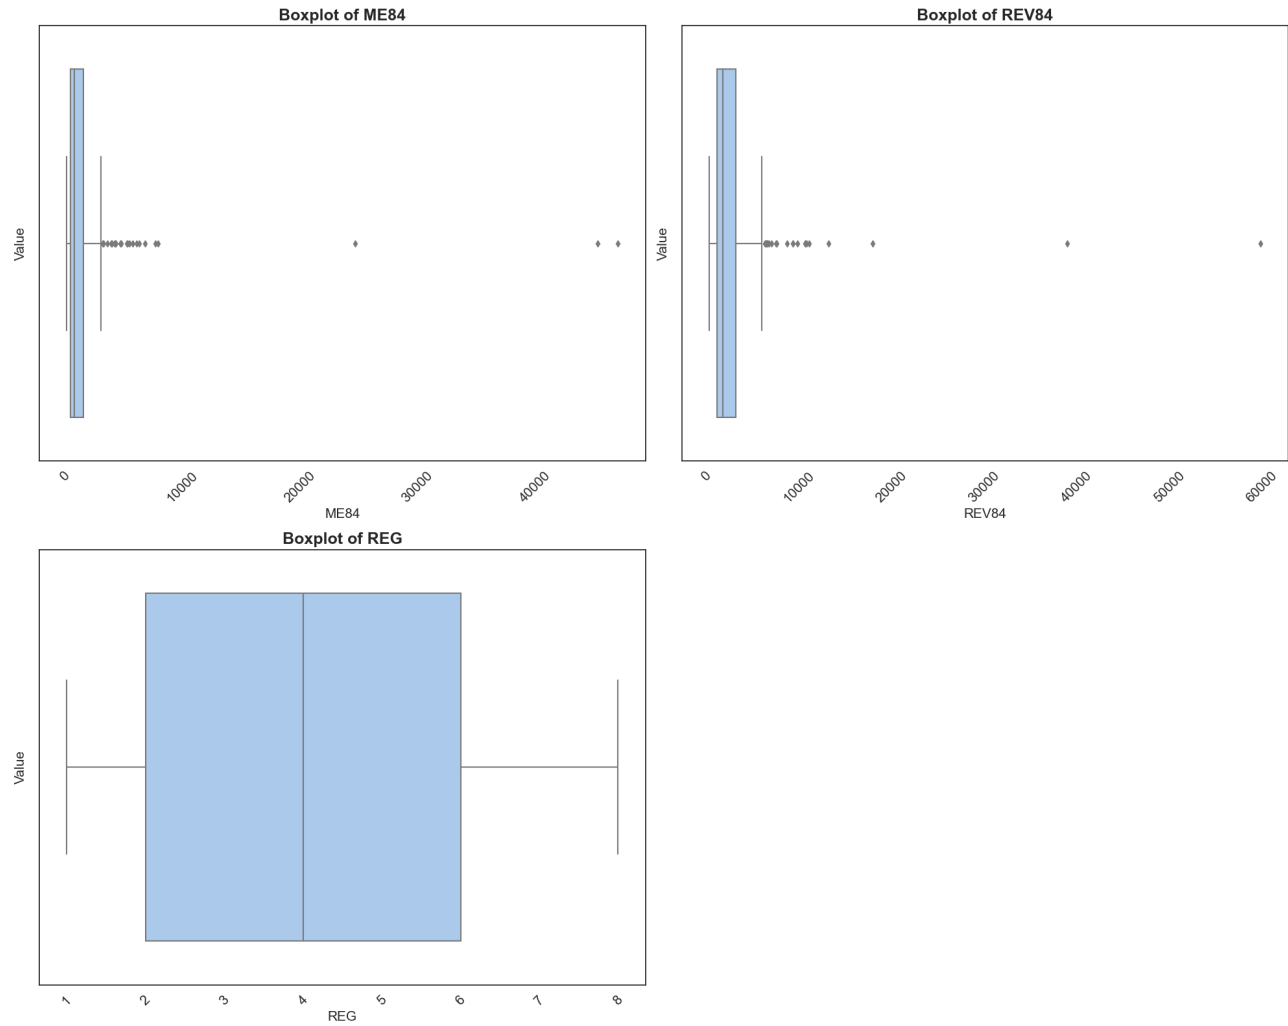 Boxplot of ME84
Value
0 10000 20000 30000 40000
ME84
Boxplot of REV84
Value
0 10000 20000 30000 40000 50000 60000
REV84
Boxplot of REG
Value
1 2 3 4 5 6 7 8
REG